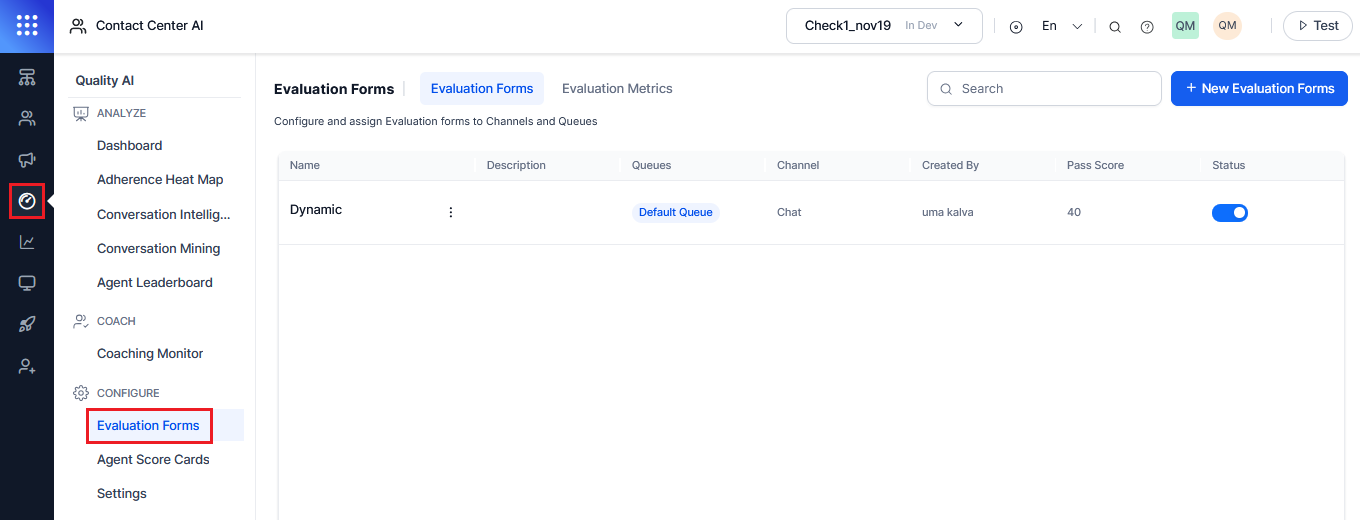 Contact Center AI
Check1_nov19 In Dev
En
QM
QM
Test
Quality AI
ANALYZE
Dashboard
Adherence Heat Map
Conversation Intellig...
Conversation Mining
Agent Leaderboard
COACH
Coaching Monitor
CONFIGURE
Evaluation Forms
Agent Score Cards
Settings
Evaluation Forms
Evaluation Forms
Evaluation Metrics
Search
+ New Evaluation Forms
Configure and assign Evaluation forms to Channels and Queues
Name Description Queues Channel Created By Pass Score Status
Dynamic Default Queue Chat uma kalva 40